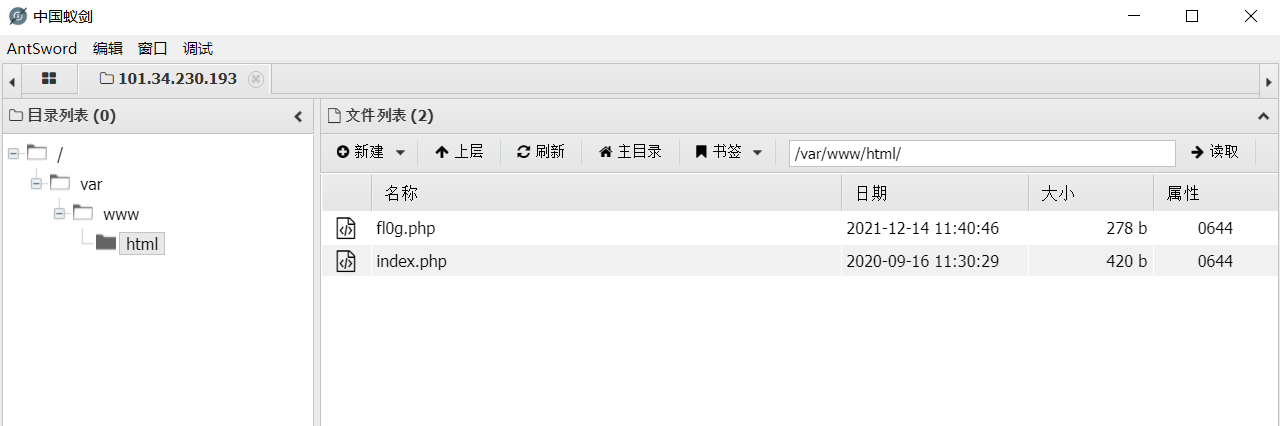 中国蚁剑
AntSword 编辑 窗口 调试
101.34.230.193
目录列表 (0)
文件列表 (2)
新建 上层 刷新 主目录 书签 /var/www/html/ 读取
/
var
www
html
名称 日期 大小 属性
fl0g.php 2021-12-14 11:40:46 278 b 0644
index.php 2020-09-16 11:30:29 420 b 0644